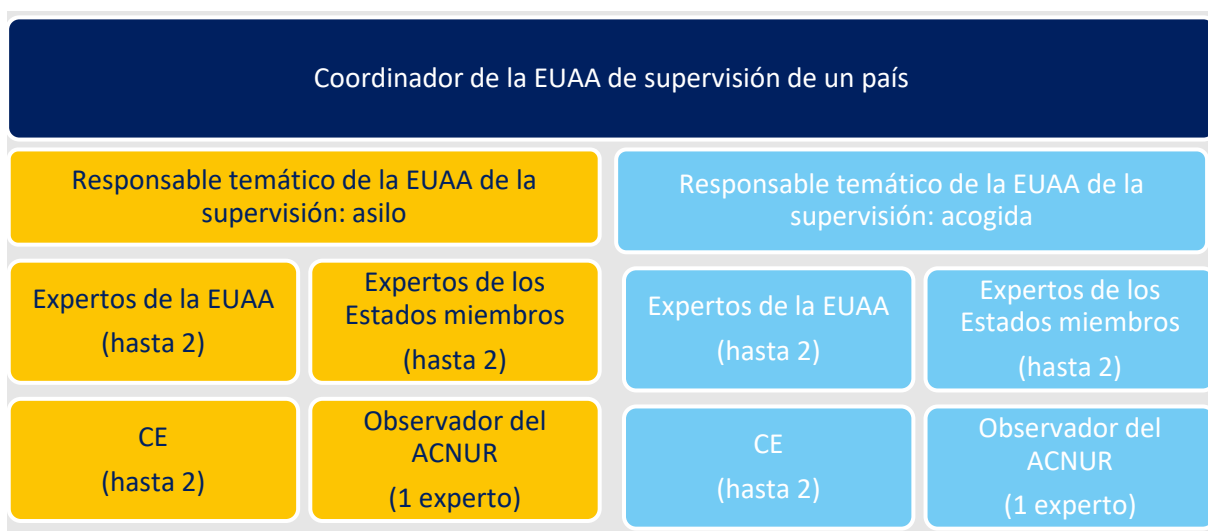 Coordinador de la EUAA de supervisión de un país
Responsable temático de la EUAA de la
supervisión: asilo
Responsable temático de la EUAA de la
supervisión: acogida
Expertos de la EUAA
(hasta 2)
Expertos de los
Estados miembros
(hasta 2)
Expertos de la EUAA
(hasta 2)
Expertos de los
Estados miembros
(hasta 2)
CE
(hasta 2)
Observador del
ACNUR
(1 experto)
CE
(hasta 2)
Observador del
ACNUR
(1 experto)